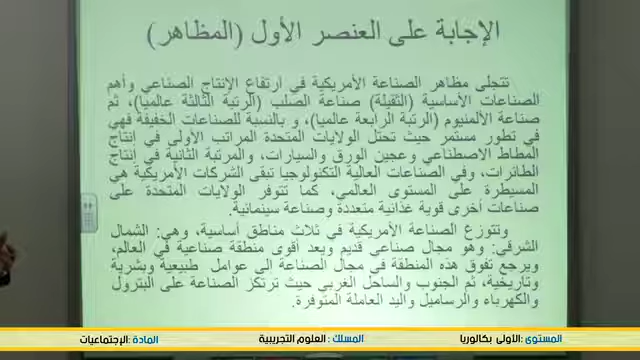 الإجابة على العنصر الأول (المظاهر)
تتجلى مظاهر الصناعة الأمريكية في ارتفاع الإنتاج الصناعي وأهم
الصناعات الأساسية (الثقيلة) صناعة الصلب (الرتبة الثالثة عالميا)، ثم
صناعة الألمنيوم (الرتبة الرابعة عالميا)، و بالنسبة للصناعات الخفيفة فهي
في تطور مستمر حيث تحتل الولايات المتحدة المراتب الأولى في إنتاج
المطاط الاصطناعي وعجين الورق والسيارات، والمرتبة الثانية في إنتاج
الطائرات، وفي الصناعات العالية التكنولوجيا تبقى الشركات الأمريكية هي
المسيطرة على المستوى العالمي، كما تتوفر الولايات المتحدة على
صناعات أخرى قوية غذائية متعددة وصناعة سينمائية.
وتتوزع الصناعة الأمريكية في ثلاث مناطق أساسية، وهي: الشمال
الشرقي: وهو مجال صناعي قديم ويعد أقوى منطقة صناعية في العالم،
ويرجع تفوق هذه المنطقة في مجال الصناعة إلى عوامل طبيعية وبشرية
وتاريخية، ثم الجنوب والساحل الغربي حيث ترتكز الصناعة على البترول
والكهرباء والرساميل واليد العاملة المتوفرة.
المستوى :الأولى بكالوريا المسلك :العلوم التجريبية المادة :الإجتماعيات